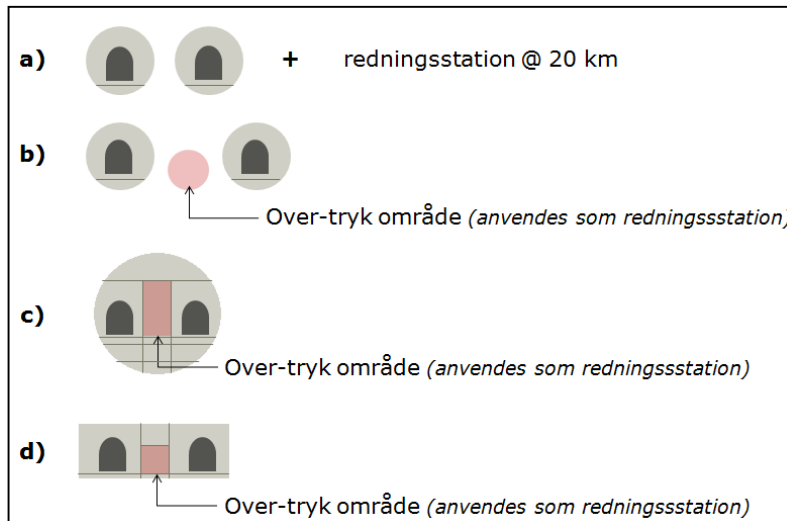 a) + redningsstation @ 20 km
b)
Over-tryk område (anvendes som redningssstation)
c)
Over-tryk område (anvendes som redningssstation)
d)
Over-tryk område (anvendes som redningssstation)